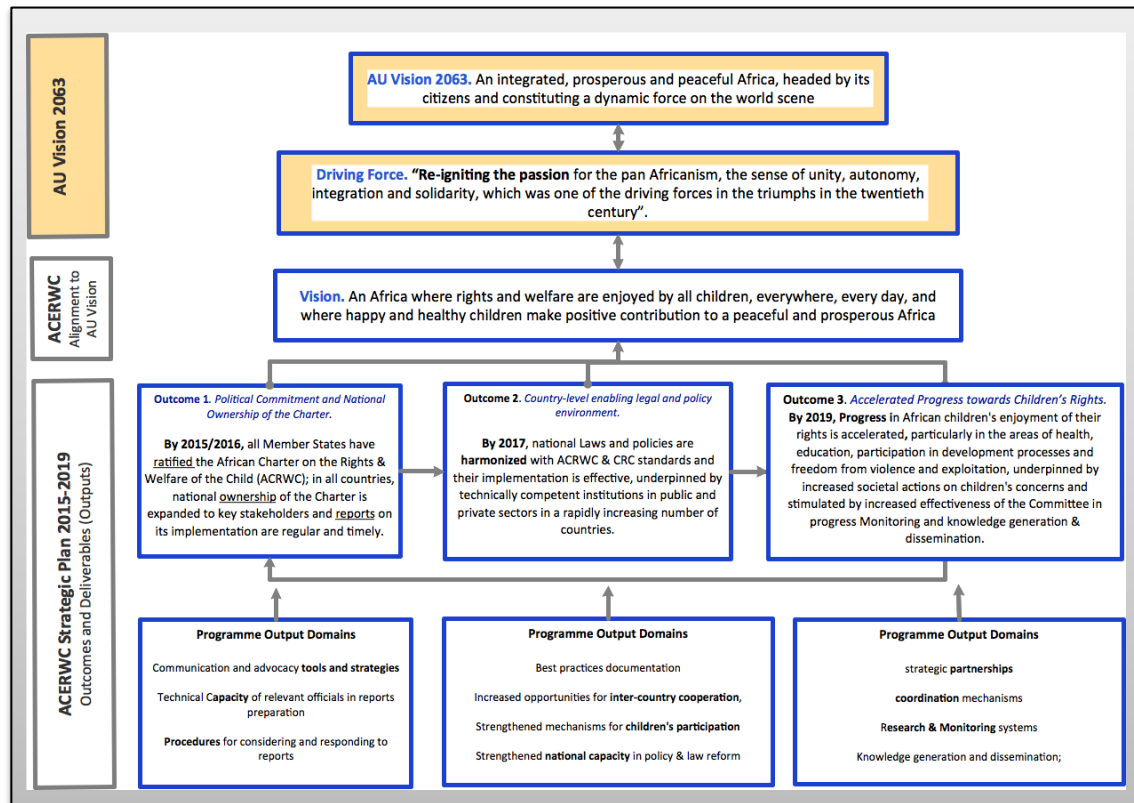 AU Vision 2063
AU Vision 2063. An integrated, prosperous and peaceful Africa, headed by its
citizens and constituting a dynamic force on the world scene
Driving Force. “Re-igniting the passion for the pan Africanism, the sense of unity, autonomy,
integration and solidarity, which was one of the driving forces in the triumphs in the twentieth
century”.
ACERWC
Alignment to
AU Vision
Vision. An Africa where rights and welfare are enjoyed by all children, everywhere, every day, and
where happy and healthy children make positive contribution to a peaceful and prosperous Africa
ACERWC Strategic Plan 2015-2019
Outcomes and Deliverables (Outputs)
Outcome 1. Political Commitment and National
Ownership of the Charter.
By 2015/2016, all Member States have
ratified the African Charter on the Rights &
Welfare of the Child (ACRWC); in all countries,
national ownership of the Charter is
expanded to key stakeholders and reports on
its implementation are regular and timely.
Outcome 2. Country-level enabling legal and policy
environment.
By 2017, national Laws and policies are
harmonized with ACRWC & CRC standards and
their implementation is effective, underpinned by
technically competent institutions in public and
private sectors in a rapidly increasing number of
countries.
Outcome 3. Accelerated Progress towards Children’s Rights.
By 2019, Progress in African children's enjoyment of their
rights is accelerated, particularly in the areas of health,
education, participation in development processes and
freedom from violence and exploitation, underpinned by
increased societal actions on children's concerns and
stimulated by increased effectiveness of the Committee in
progress Monitoring and knowledge generation &
dissemination.
Programme Output Domains
Communication and advocacy tools and strategies
Technical Capacity of relevant officials in reports
preparation
Procedures for considering and responding to
reports
Programme Output Domains
Best practices documentation
Increased opportunities for inter-country cooperation,
Strengthened mechanisms for children's participation
Strengthened national capacity in policy & law reform
Programme Output Domains
strategic partnerships
coordination mechanisms
Research & Monitoring systems
Knowledge generation and dissemination;